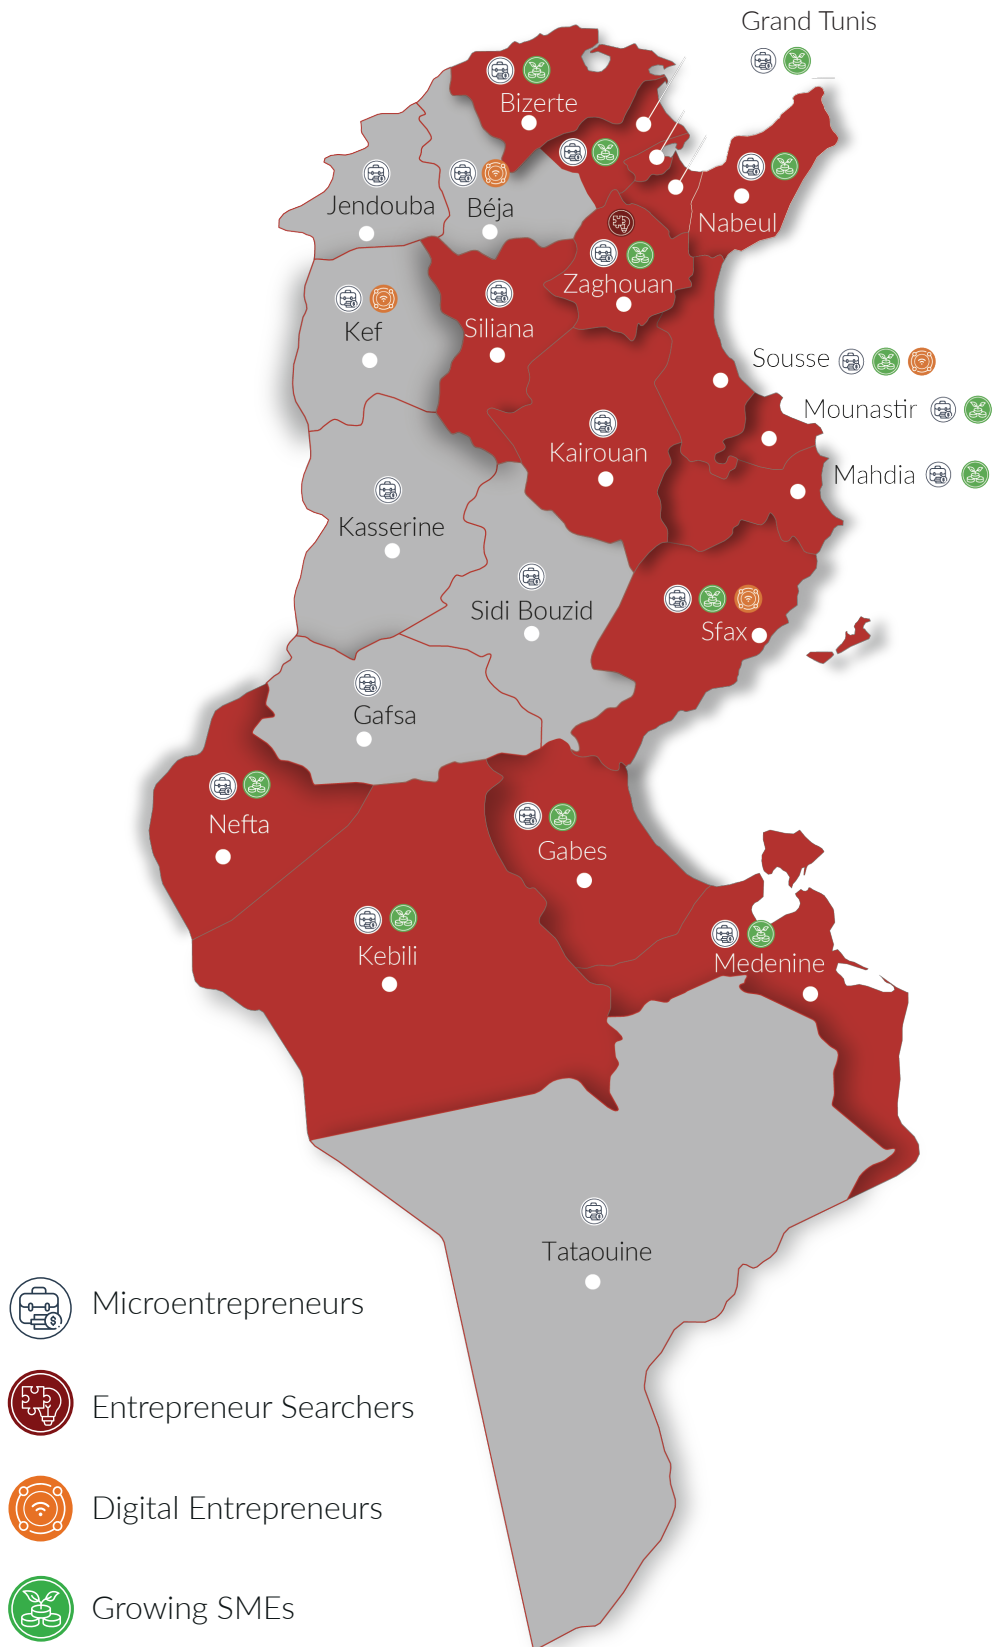 Grand Tunis
Bizerte
Jendouba
Béja
Nabeul
Zaghouan
Kef
Siliana
Sousse
Mounastir
Kairouan
Mahdia
Kasserine
Sidi Bouzid
Sfax
Gafsa
Nefta
Gabes
Kebili
Medenine
Tataouine
Microentrepreneurs
Entrepreneur Searchers
Digital Entrepreneurs
Growing SMEs